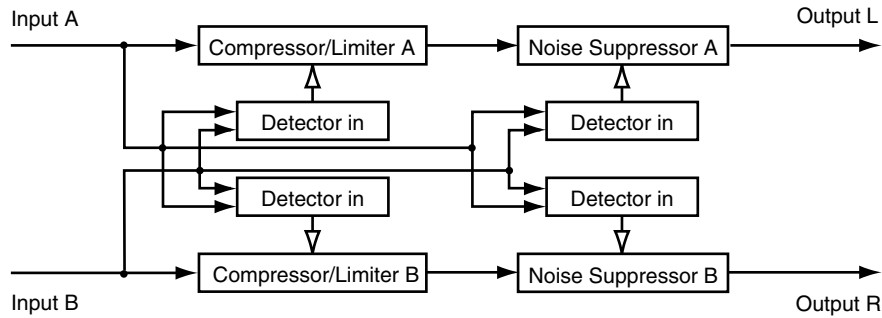 Input A
Output L
Compressor/Limiter A
Noise Suppressor A
Detector in
Detector in
Detector in
Detector in
Compressor/Limiter B
Noise Suppressor B
Input B
Output R